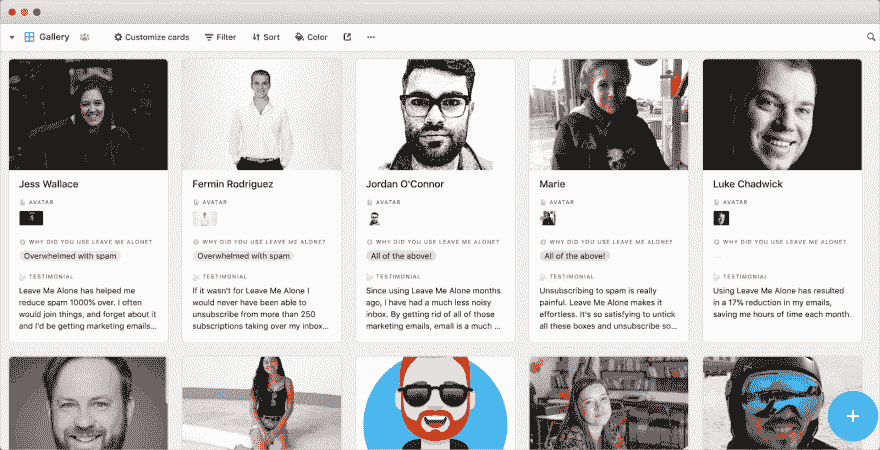 Gallery Customize cards Filter Sort Color
Jess Wallace
AVATAR
WHY DID YOU USE LEAVE ME ALONE?
Overwhelmed with spam
TESTIMONIAL
Leave Me Alone has helped me
reduce spam 1000% over. I often
would join things, and forget about it
and I'd be getting marketing emails...
Fermin Rodriguez
AVATAR
WHY DID YOU USE LEAVE ME ALONE?
Overwhelmed with spam
TESTIMONIAL
If it wasn't for Leave Me Alone I
would never have been able to
unsubscribe from more than 250
subscriptions taking over my inbox...
Jordan O'Connor
AVATAR
WHY DID YOU USE LEAVE ME ALONE?
All of the above!
TESTIMONIAL
Since using Leave Me Alone months
ago, I have had a much less noisy
inbox. By getting rid of all of those
marketing emails, email is a much ...
Marie
AVATAR
WHY DID YOU USE LEAVE ME ALONE?
All of the above!
TESTIMONIAL
Unsubscribing to spam is really
painful. Leave Me Alone makes it
effortless. It's so satisfying to untick
all these boxes and unsubscribe so...
Luke Chadwick
AVATAR
WHY DID YOU USE LEAVE ME ALONE?
TESTIMONIAL
Using Leave Me Alone has resulted
in a 17% reduction in my emails,
saving me hours of time each month.